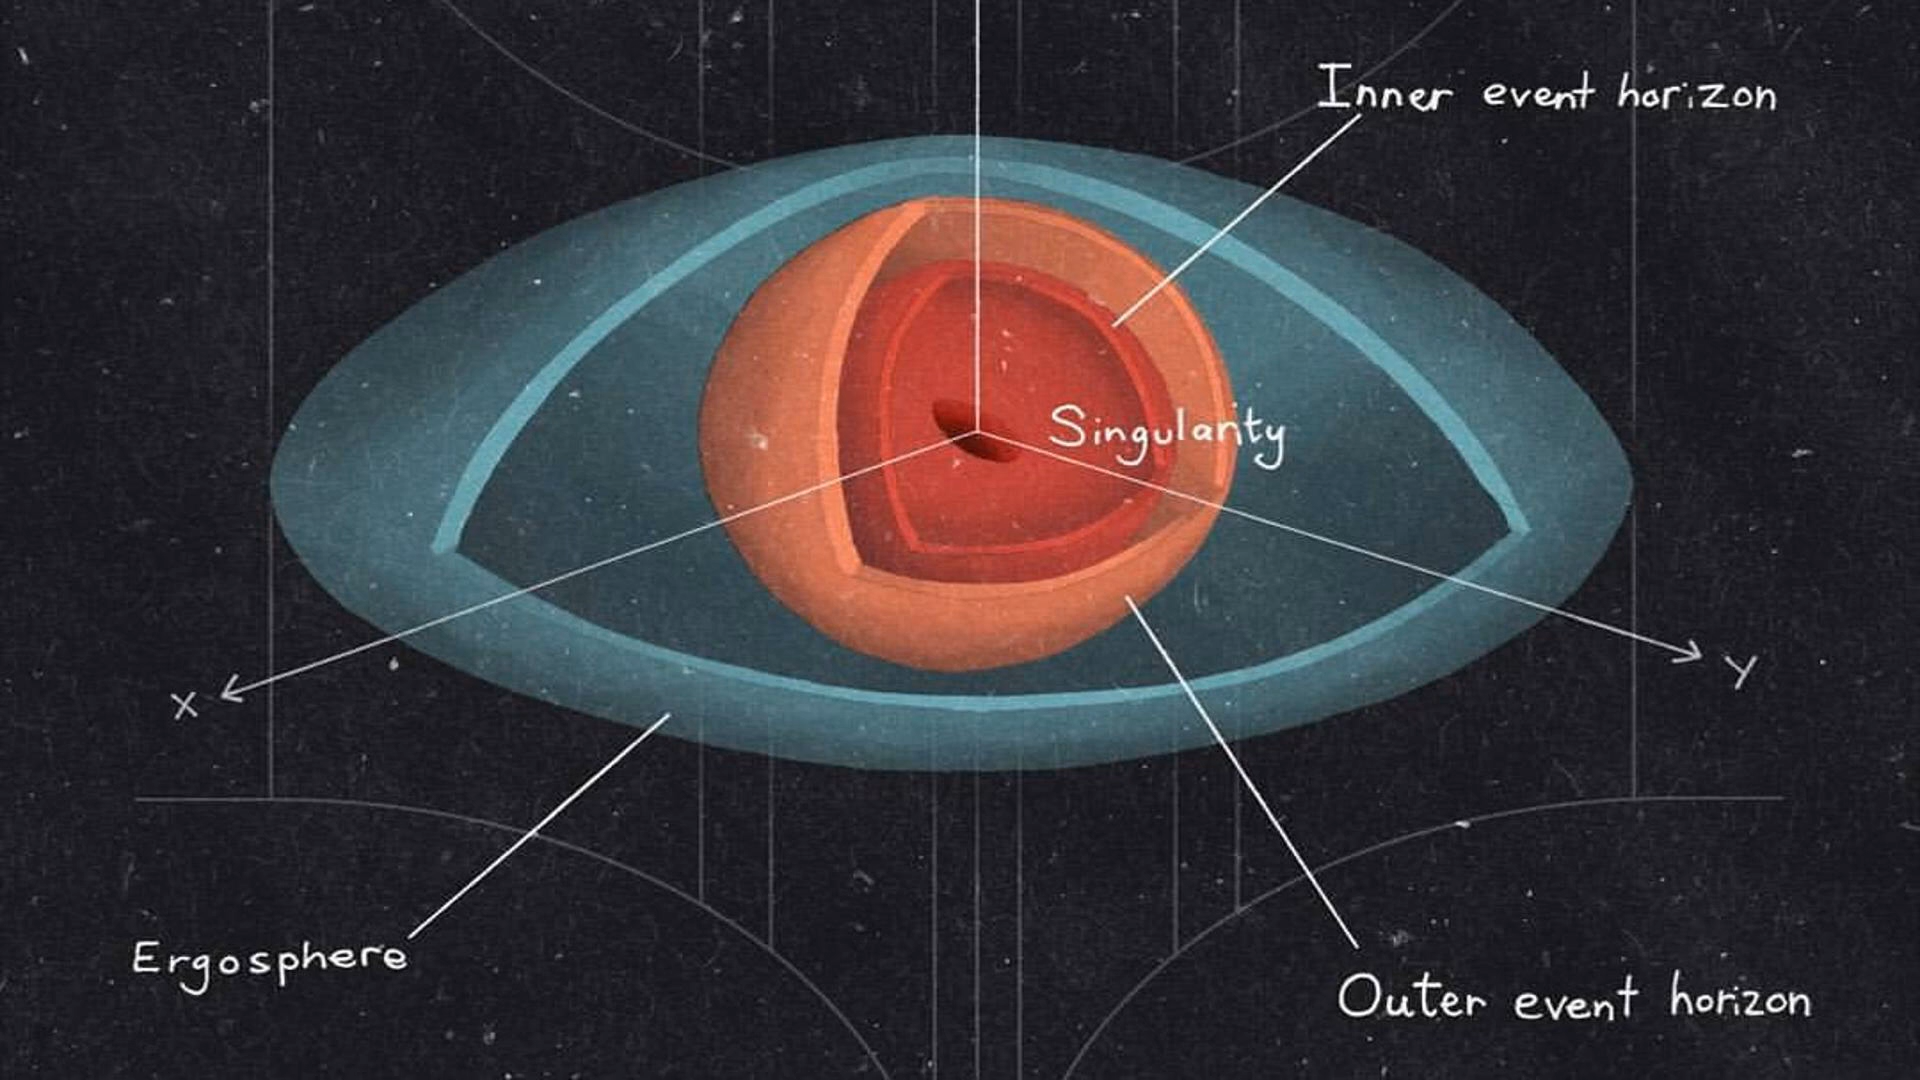 Inner event horizon
Singularity
X
Y
Ergosphere
Outer event horizon